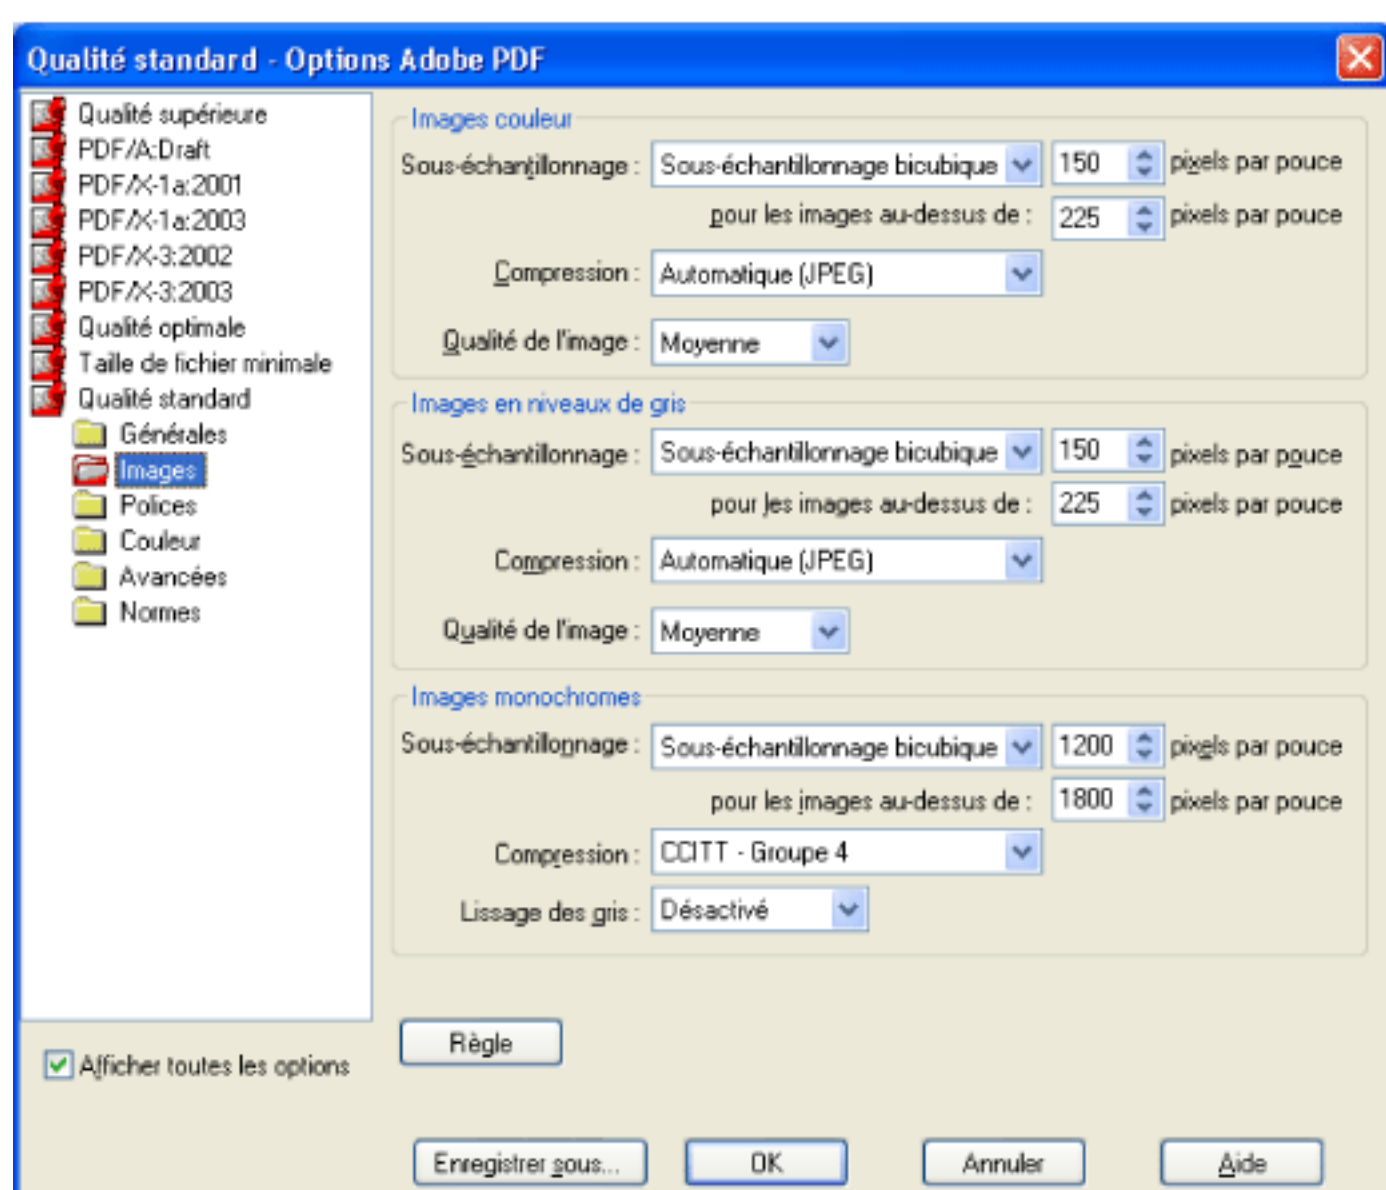 Qualité standard - Options Adobe PDF
Qualité supérieure
PDF/A:Draft
PDF/X-1a:2001
PDF/X-1a:2003
PDF/X-3:2002
PDF/X-3:2003
Qualité optimale
Taille de fichier minimale
Qualité standard
Générales
Images
Polices
Couleur
Avancées
Normes
Afficher toutes les options
Images couleur
Sous-échantillonnage : Sous-échantillonnage bicubique 150 pixels par pouce
pour les images au-dessus de : 225 pixels par pouce
Compression : Automatique (JPEG)
Qualité de l'image : Moyenne
Images en niveaux de gris
Sous-échantillonnage : Sous-échantillonnage bicubique 150 pixels par pouce
pour les images au-dessus de : 225 pixels par pouce
Compression : Automatique (JPEG)
Qualité de l'image : Moyenne
Images monochromes
Sous-échantillonnage : Sous-échantillonnage bicubique 1200 pixels par pouce
pour les images au-dessus de : 1800 pixels par pouce
Compression : CCITT - Groupe 4
Lissage des gris : Désactivé
Règle
Enregistrer sous... OK Annuler Aide